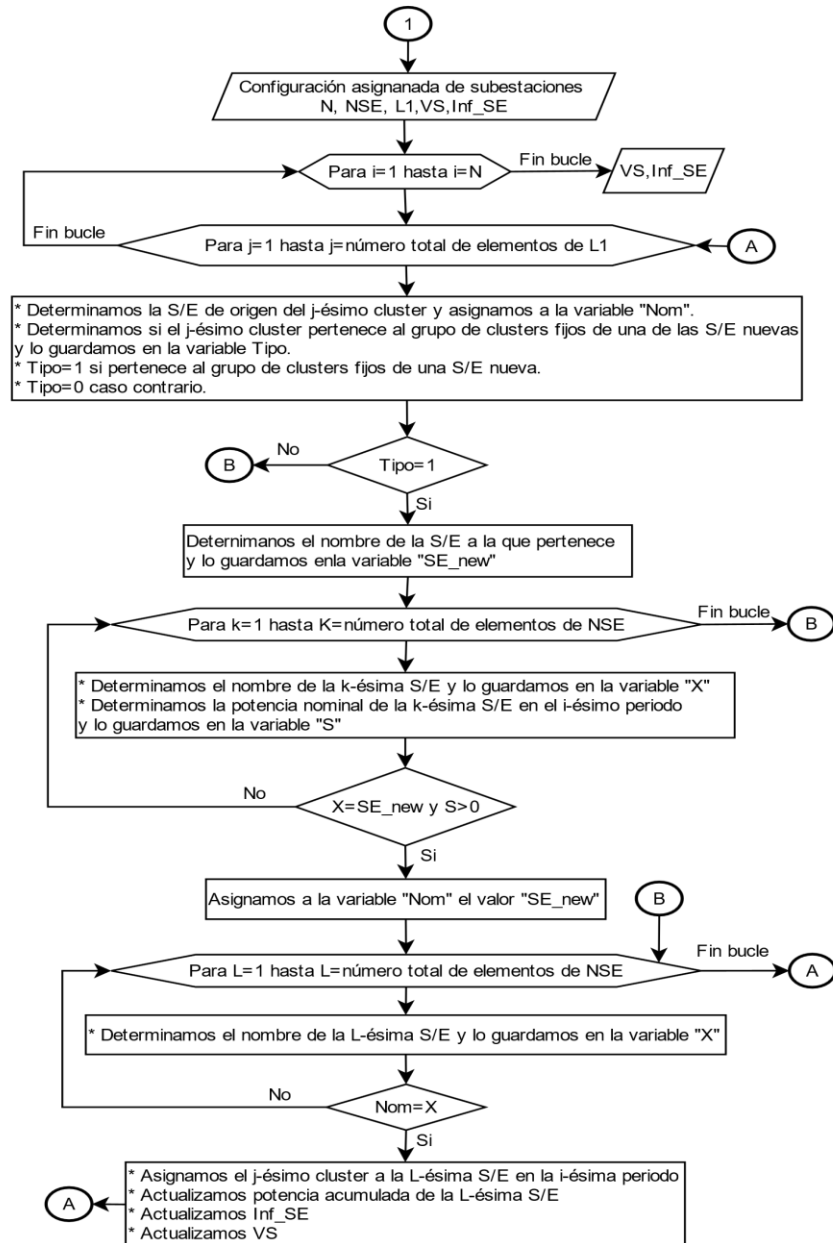 1
Configuración asignanada de subestaciones
N, NSE, L1,VS,Inf_SE
Para i=1 hasta i=N
Fin bucle
VS,Inf_SE
Fin bucle
Para j=1 hasta j=número total de elementos de L1
A
* Determinamos la S/E de origen del j-ésimo cluster y asignamos a la variable "Nom".
* Determinamos si el j-ésimo cluster pertenece al grupo de clusters fijos de una de las S/E nuevas
y lo guardamos en la variable Tipo.
* Tipo=1 si pertenece al grupo de clusters fijos de una S/E nueva.
* Tipo=0 caso contrario.
B
No
Tipo=1
Si
Deternimanos el nombre de la S/E a la que pertenece
y lo guardamos enla variable "SE_new"
Para k=1 hasta K=número total de elementos de NSE
Fin bucle
B
* Determinamos el nombre de la k-ésima S/E y lo guardamos en la variable "X"
* Determinamos la potencia nominal de la k-ésima S/E en el i-ésimo periodo
y lo guardamos en la variable "S"
No
X=SE_new y S>0
Si
Asignamos a la variable "Nom" el valor "SE_new"
B
Para L=1 hasta L=número total de elementos de NSE
Fin bucle
A
* Determinamos el nombre de la L-ésima S/E y lo guardamos en la variable "X"
No
Nom=X
Si
* Asignamos el j-ésimo cluster a la L-ésima S/E en la i-ésima periodo
* Actualizamos potencia acumulada de la L-ésima S/E
* Actualizamos Inf_SE
* Actualizamos VS
A